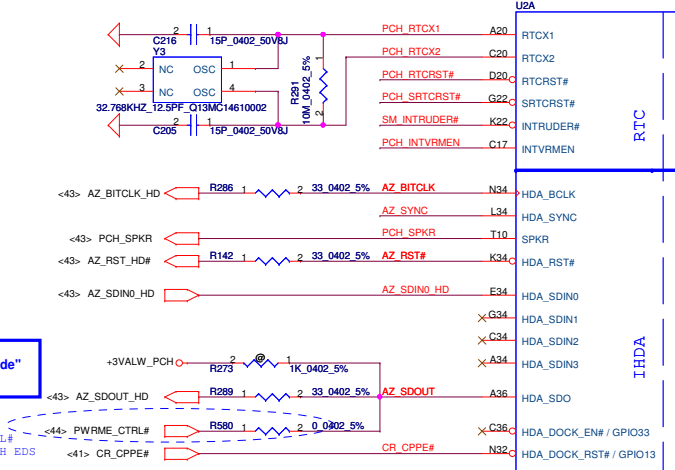 U2A
C216 2 1 15P_0402_50V8J
Y3
2 NC OSC 1
3 NC OSC 4
32.768KHZ_12.5PF_Q13MC14610002
C205 2 1 15P_0402_50V8J
R291 1 2
10M_0402_5%
PCH_RTCX1 A20 RTCX1
PCH_RTCX2 C20 RTCX2
PCH_RTCRST# D20 RTCRST#
PCH_SRTCRST# G22 SRTCRST#
SM_INTRUDER# K22 INTRUDER#
PCH_INTVRMEN C17 INTVRMEN
RTC
<43> AZ_BITCLK_HD R286 1 2 33_0402_5% AZ_BITCLK N34 HDA_BCLK
AZ_SYNC L34 HDA_SYNC
<43> PCH_SPKR PCH_SPKR T10 SPKR
<43> AZ_RST_HD# R142 1 2 33_0402_5% AZ_RST# K34 HDA_RST#
<43> AZ_SDIN0_HD AZ_SDIN0_HD E34 HDA_SDIN0
G34 HDA_SDIN1
C34 HDA_SDIN2
A34 HDA_SDIN3
IHDA
de"
+3VALW_PCH 2 @ 1
R273 1K_0402_5%
<43> AZ_SDOUT_HD R289 1 2 33_0402_5% AZ_SDOUT A36 HDA_SDO
<44> PWRME_CTRL# R580 1 2 0_0402_5% C36 HDA_DOCK_EN# / GPIO33
L#
H EDS
<41> CR_CPPE# CR_CPPE# N32 HDA_DOCK_RST# / GPIO13